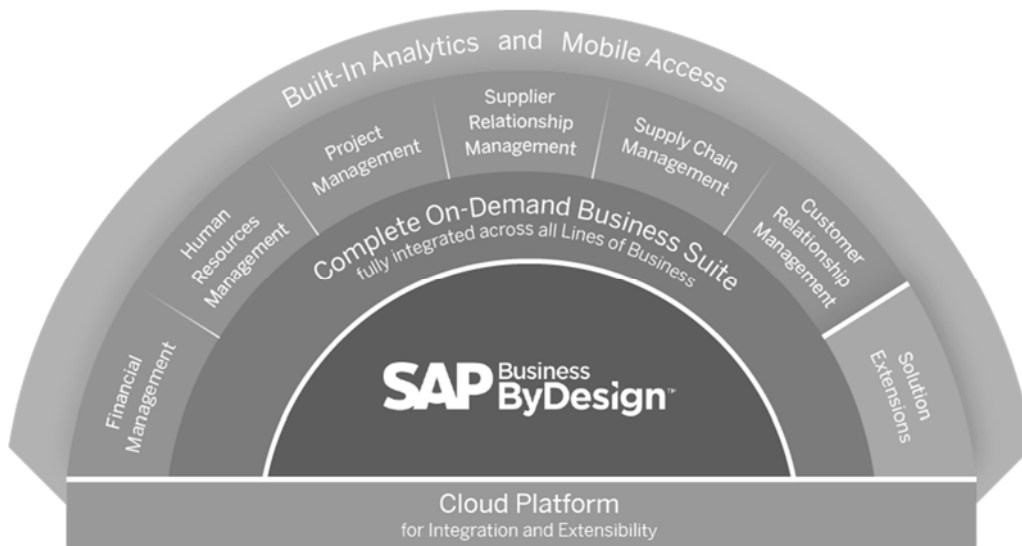 Built-In Analytics and Mobile Access
Financial
Management
Human
Resources
Management
Project
Management
Supplier
Relationship
Management
Supply Chain
Management
Customer
Relationship
Management
Solution
Extensions
Complete On-Demand Business Suite
fully integrated across all Lines of Business
SAP Business
ByDesign™
Cloud Platform
for Integration and Extensibility